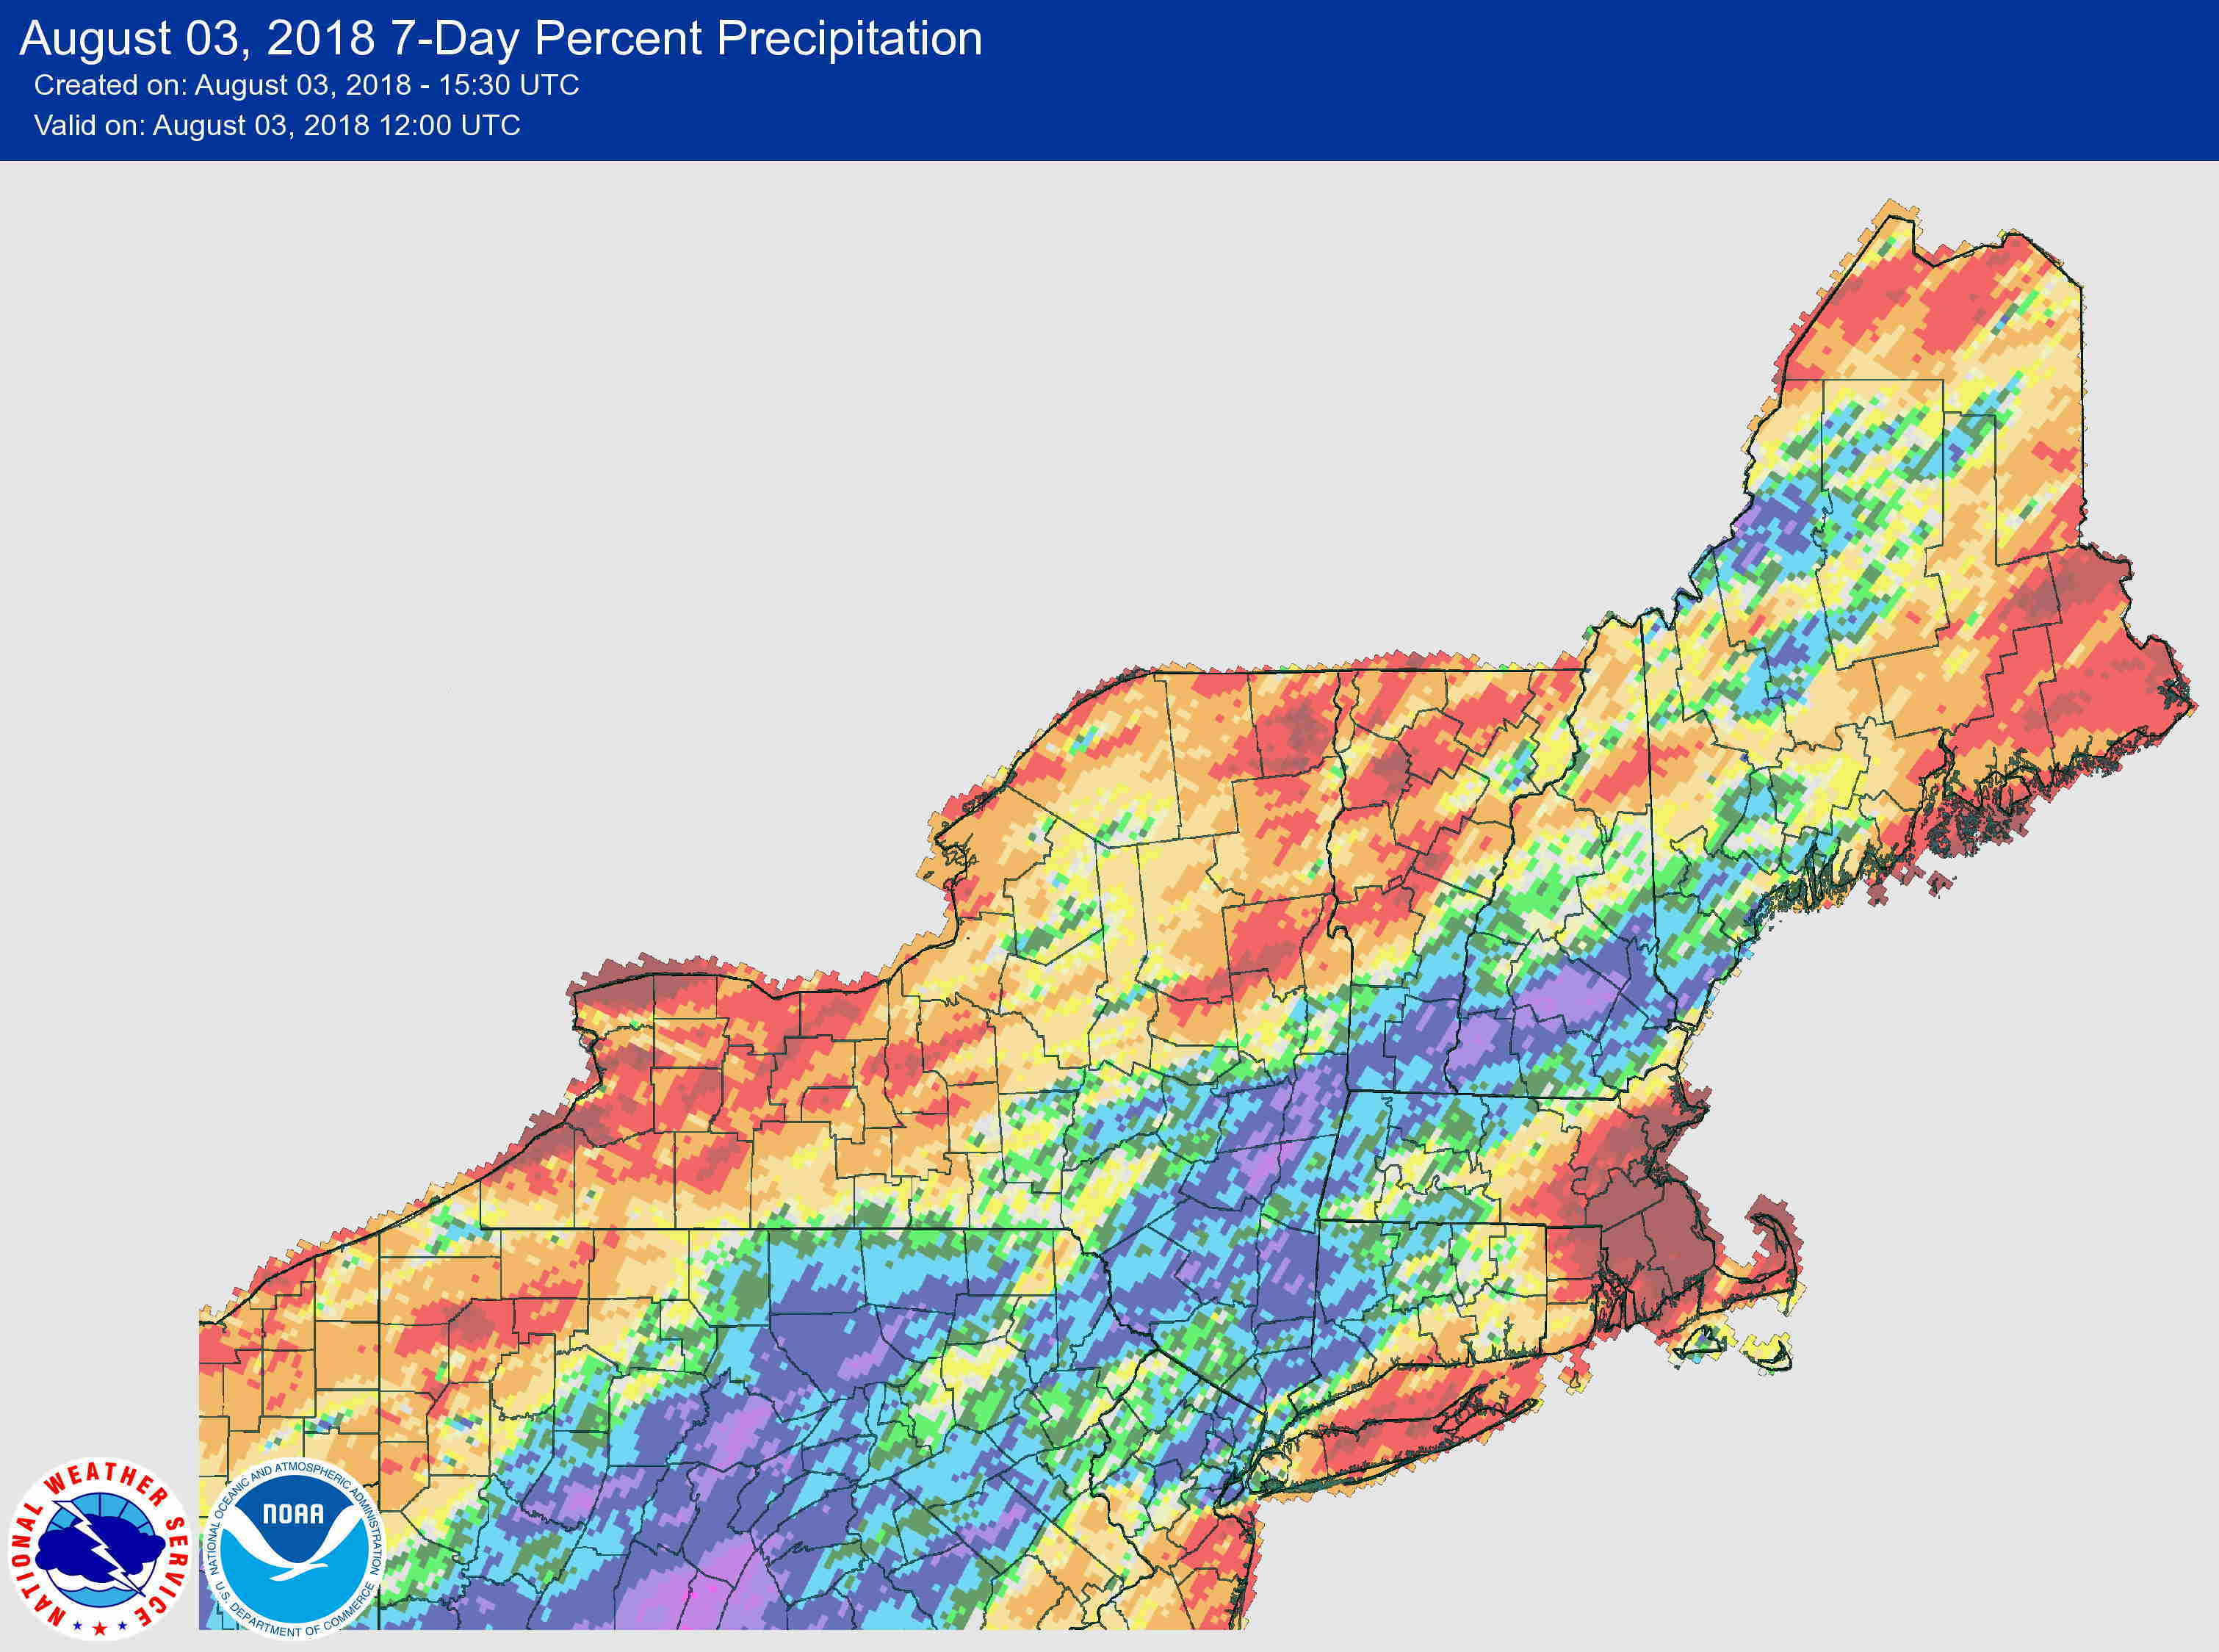 August 03, 2018 7-Day Percent Precipitation
Created on: August 03, 2018 - 15:30 UTC
Valid on: August 03, 2018 12:00 UTC
NATIONAL WEATHER SERVICE
NATIONAL OCEANIC AND ATMOSPHERIC ADMINISTRATION
NOAA
U.S. DEPARTMENT OF COMMERCE